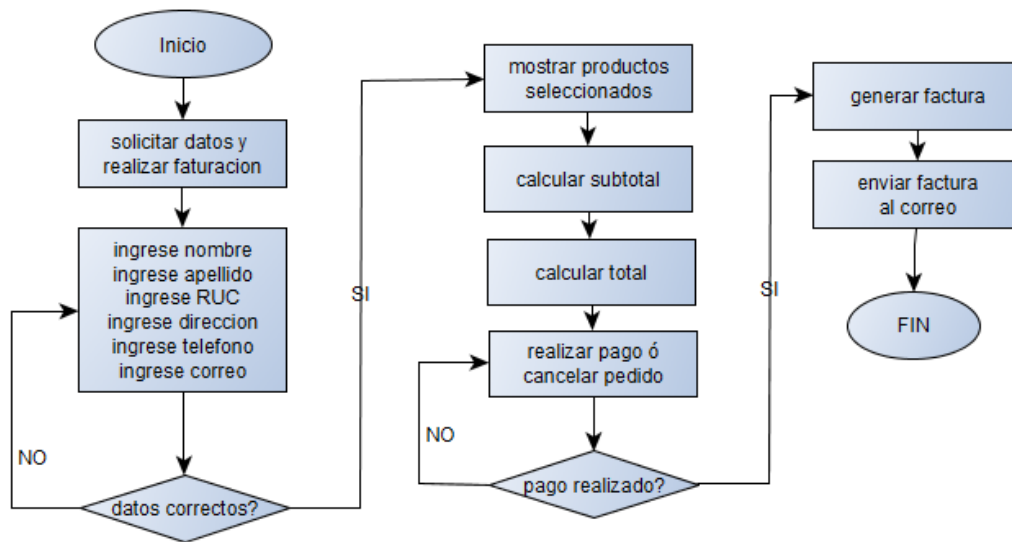 Inicio
solicitar datos y
realizar faturacion
ingrese nombre
ingrese apellido
ingrese RUC
ingrese direccion
ingrese telefono
ingrese correo
NO
datos correctos?
SI
mostrar productos
seleccionados
calcular subtotal
calcular total
realizar pago ó
cancelar pedido
NO
pago realizado?
SI
generar factura
enviar factura
al correo
FIN